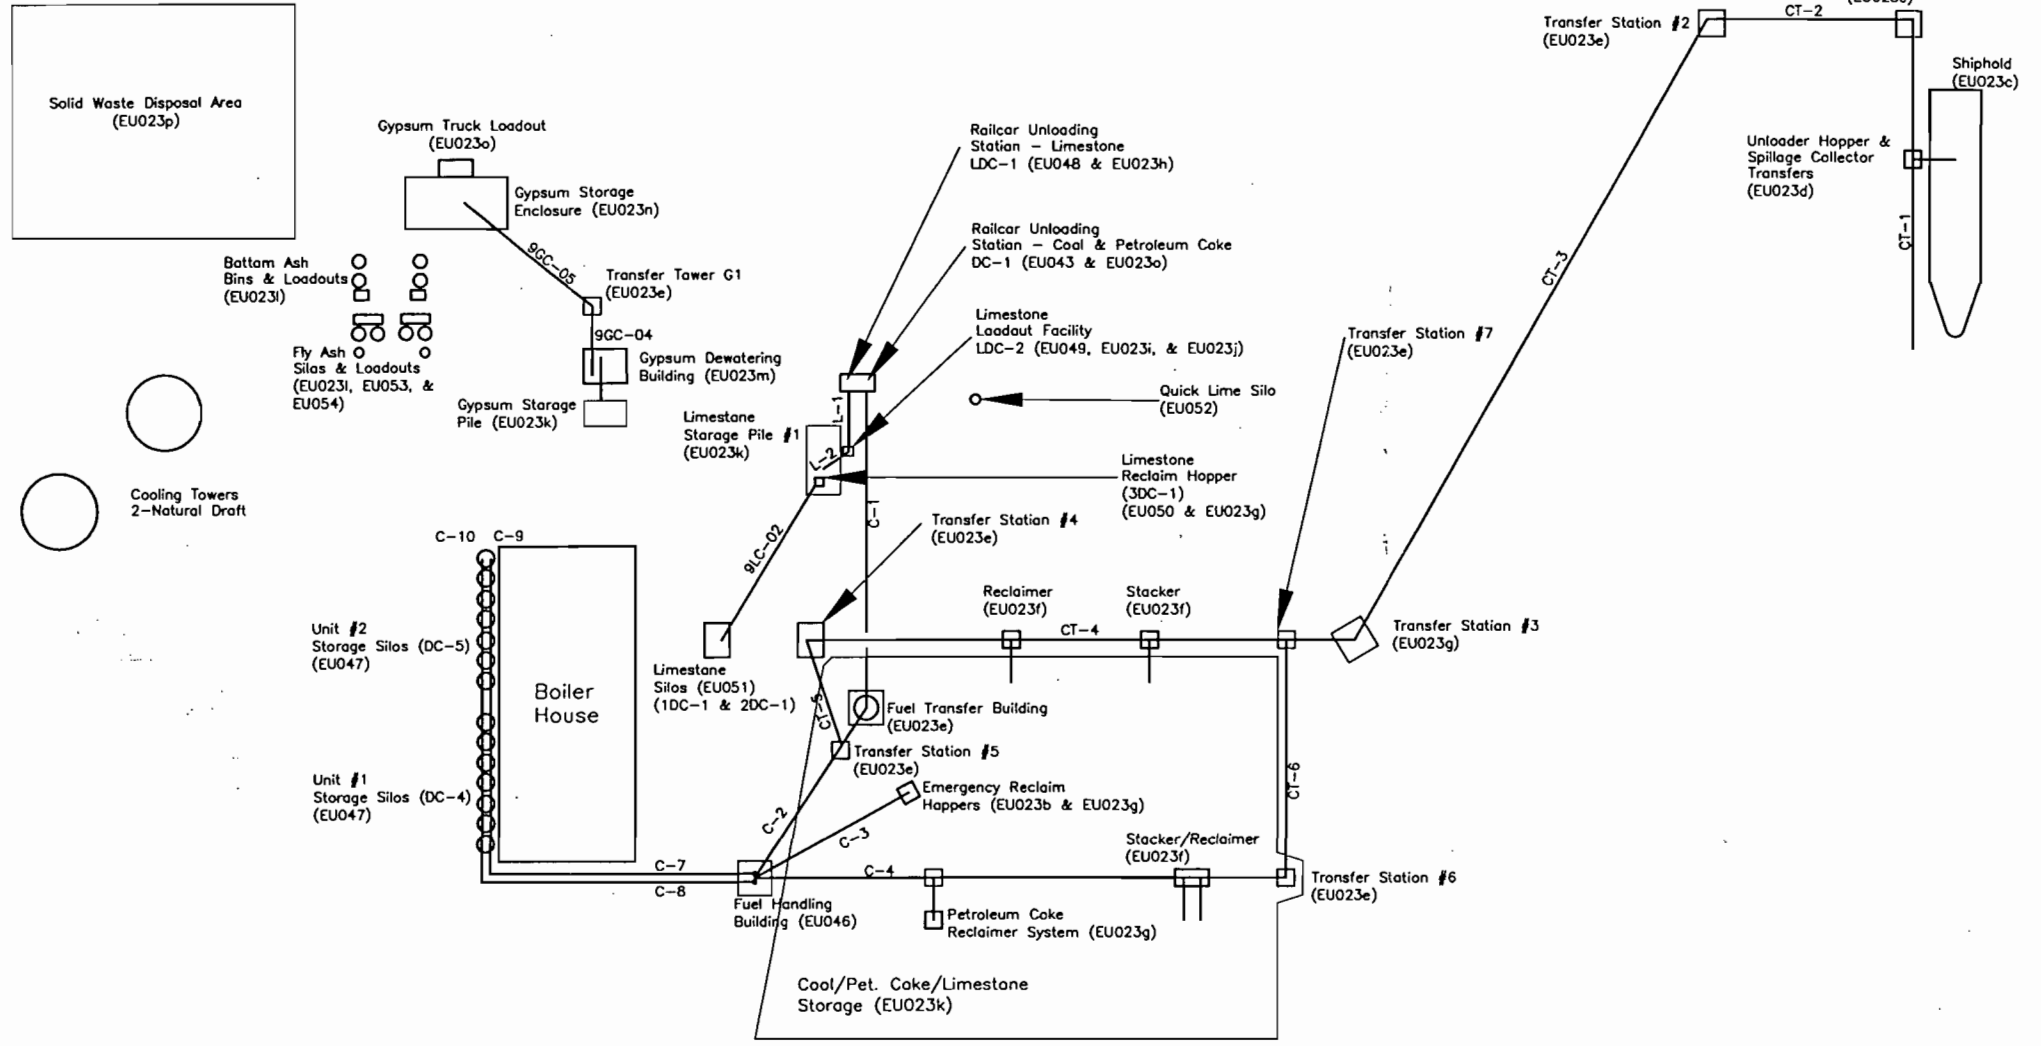 Solid Waste Disposal Area
(EU023p)
Gypsum Truck Loadout
(EU023o)
Gypsum Storage
Enclosure (EU023n)
9GC-05
Transfer Tower G1
(EU023e)
9GC-04
Gypsum Dewatering
Building (EU023m)
Gypsum Storage
Pile (EU023k)
Bottom Ash
Bins & Loadouts
(EU023l)
Fly Ash
Silos & Loadouts
(EU023l, EU053, &
EU054)
Cooling Towers
2-Natural Draft
Railcar Unloading
Station - Limestone
LDC-1 (EU048 & EU023h)
Railcar Unloading
Station - Coal & Petroleum Coke
DC-1 (EU043 & EU023o)
Limestone
Loadout Facility
LDC-2 (EU049, EU023i, & EU023j)
Quick Lime Silo
(EU052)
Limestone
Storage Pile #1
(EU023k)
L-1
L-2
Limestone
Reclaim Hopper
(3DC-1)
(EU050 & EU023g)
C-1
9LC-02
Transfer Station #4
(EU023e)
Transfer Station #7
(EU023e)
Transfer Station #2
(EU023e)
CT-2
Shiphold
(EU023c)
Unloader Hopper &
Spillage Collector
Transfers
(EU023d)
CT-1
CT-3
Reclaimer
(EU023f)
Stacker
(EU023f)
CT-4
Transfer Station #3
(EU023g)
C-10 C-9
Unit #2
Storage Silos (DC-5)
(EU047)
Boiler
House
Unit #1
Storage Silos (DC-4)
(EU047)
Limestone
Silos (EU051)
(1DC-1 & 2DC-1)
CT-5
Fuel Transfer Building
(EU023e)
Transfer Station #5
(EU023e)
Emergency Reclaim
Hoppers (EU023b & EU023g)
C-2
C-3
CT-6
Stacker/Reclaimer
(EU023f)
C-7
C-8
C-4
Transfer Station #6
(EU023e)
Fuel Handling
Building (EU046)
Petroleum Coke
Reclaimer System (EU023g)
Coal/Pet. Coke/Limestone
Storage (EU023k)